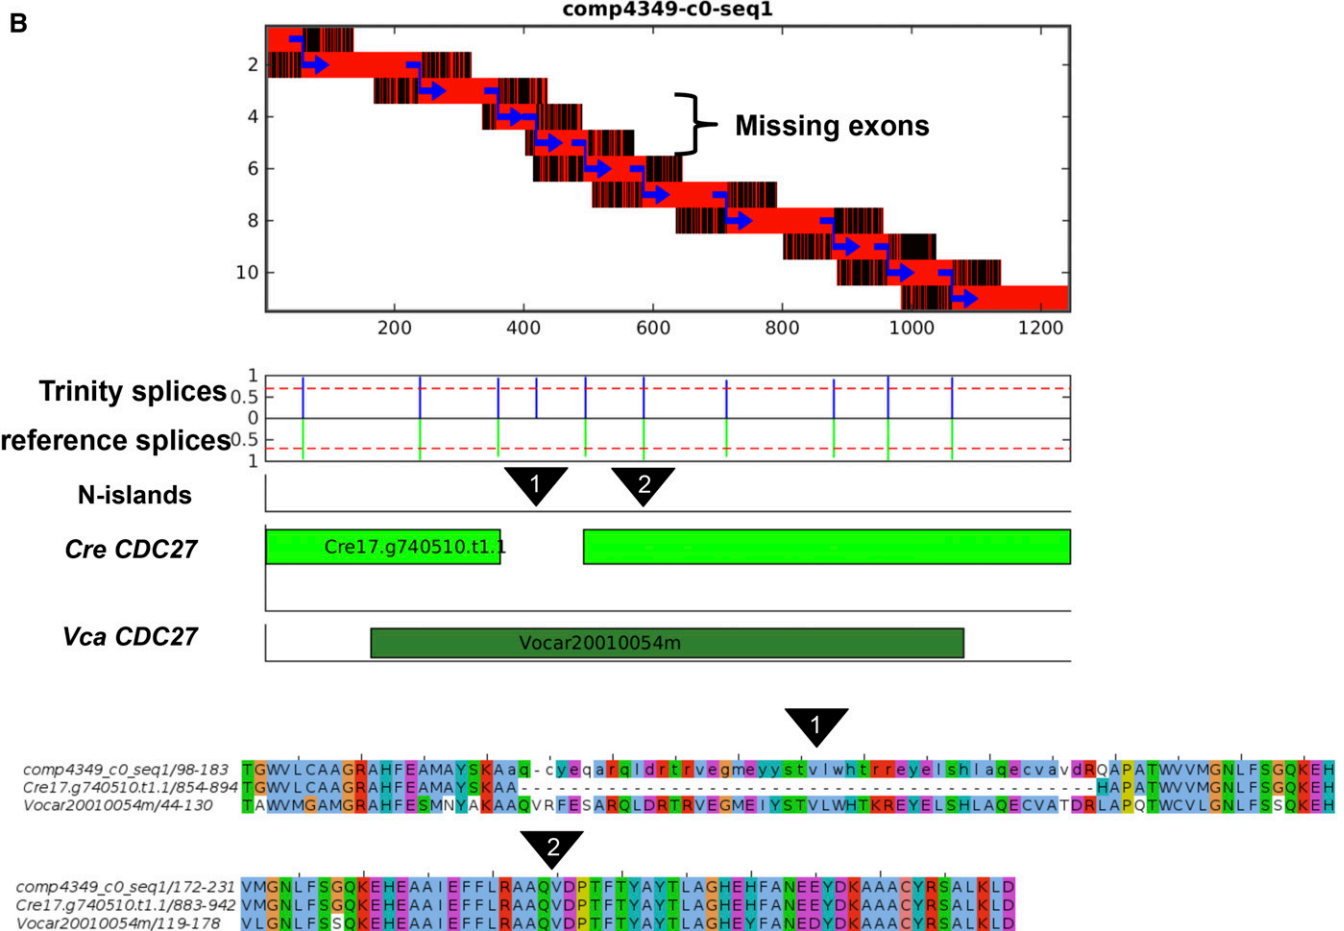 B
comp4349-c0-seq1
2
4
6
8
10
Missing exons
200 400 600 800 1000 1200
Trinity splices
1
0.5
0
reference splices
0.5
1
N-islands
1 2
Cre CDC27
Cre17.g740510.t1.1
Vca CDC27
Vocar20010054m
1
comp4349_c0_seq1/98-183 TGWVLCAAGRAHFEAMAYSKAaq-cyeqarqldrtrvegmeyystvlwhtrreyelshlaqecvavdRQAPATWVVMGNLFSGQKEH
Cre17.g740510.t1.1/854-894 TGWVLCAAGRAHFEAMAYSKAA----------------------------------------------HAPATWVVMGNLFSGQKEH
Vocar20010054m/44-130 TAWVMGAMGRAHFESMNYAKAAQVRFESARQLDRTRVEGMEIYSTVLWHTKREYELSHLAQECVATDRLAPQTWCVLGNLFSSQKEH
2
comp4349_c0_seq1/172-231 VMGNLFSGQKEHEAAIEFFLRAAQVDPTFTYAYTLAGHEHFANEEYDKAAACYRSALKLD
Cre17.g740510.t1.1/883-942 VMGNLFSGQKEHEAAIEFFLRAAQVDPTFTYAYTLAGHEHFANEEYDKAAACYRSALKLD
Vocar20010054m/119-178 VLGNLFSSQKEHEAAIEFFLRAAQVDPTFTYAYTLAGHEHFANEDYDKAAACYRSALKLD